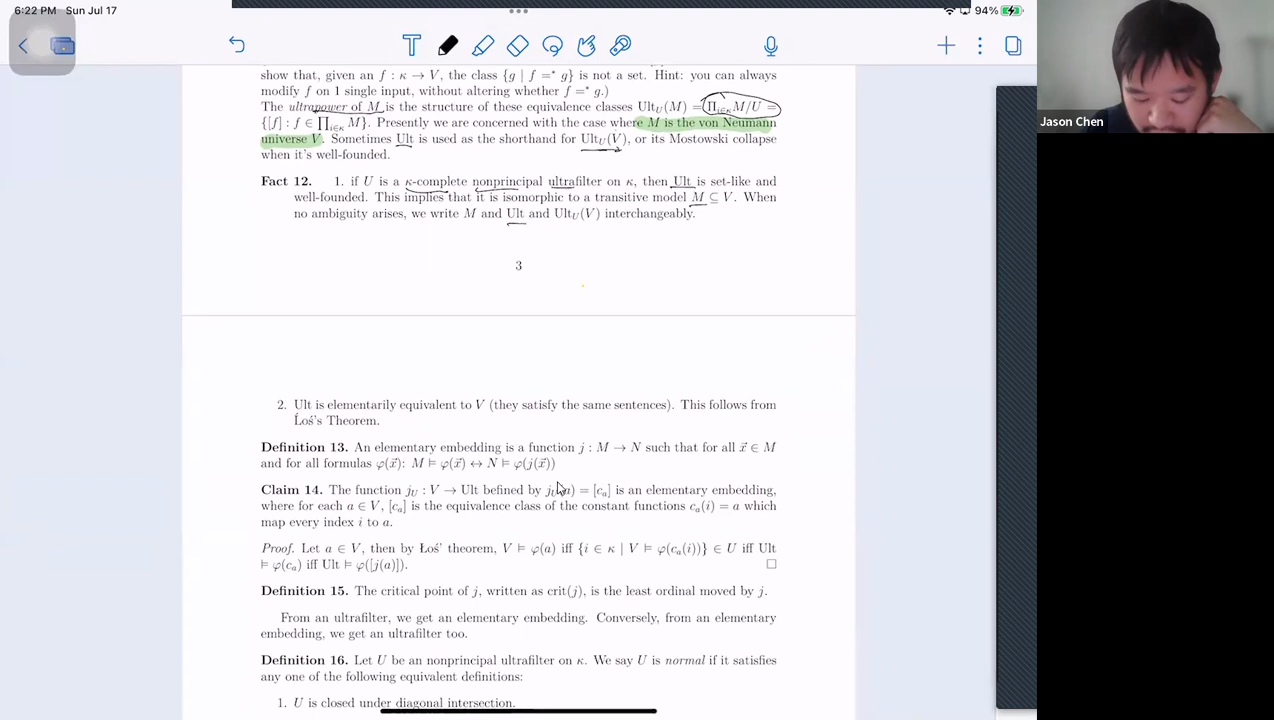 6:22 PM Sun Jul 17
94%
T
Jason Chen
show that, given an f : κ → V, the class {g | f =* g} is not a set. Hint: you can always
modify f on 1 single input, without altering whether f =* g.)
The ultrapower of M is the structure of these equivalence classes Ult_U(M) = ∏_{i∈κ} M/U =
{[f] : f ∈ ∏_{i∈κ} M}. Presently we are concerned with the case where M is the von Neumann
universe V. Sometimes Ult is used as the shorthand for Ult_U(V), or its Mostowski collapse
when it's well-founded.
Fact 12. 1. if U is a κ-complete nonprincipal ultrafilter on κ, then Ult is set-like and
well-founded. This implies that it is isomorphic to a transitive model M ⊆ V. When
no ambiguity arises, we write M and Ult and Ult_U(V) interchangeably.
3
2. Ult is elementarily equivalent to V (they satisfy the same sentences). This follows from
Ĺoś's Theorem.
Definition 13. An elementary embedding is a function j : M → N such that for all x⃗ ∈ M
and for all formulas φ(x⃗): M ⊨ φ(x⃗) ↔ N ⊨ φ(j(x⃗))
Claim 14. The function j_U : V → Ult befined by j_U(a) = [c_a] is an elementary embedding,
where for each a ∈ V, [c_a] is the equivalence class of the constant functions c_a(i) = a which
map every index i to a.
Proof. Let a ∈ V, then by Łoś' theorem, V ⊨ φ(a) iff {i ∈ κ | V ⊨ φ(c_a(i))} ∈ U iff Ult
⊨ φ(c_a) iff Ult ⊨ φ([j(a)]). □
Definition 15. The critical point of j, written as crit(j), is the least ordinal moved by j.
From an ultrafilter, we get an elementary embedding. Conversely, from an elementary
embedding, we get an ultrafilter too.
Definition 16. Let U be an nonprincipal ultrafilter on κ. We say U is normal if it satisfies
any one of the following equivalent definitions:
1. U is closed under diagonal intersection.